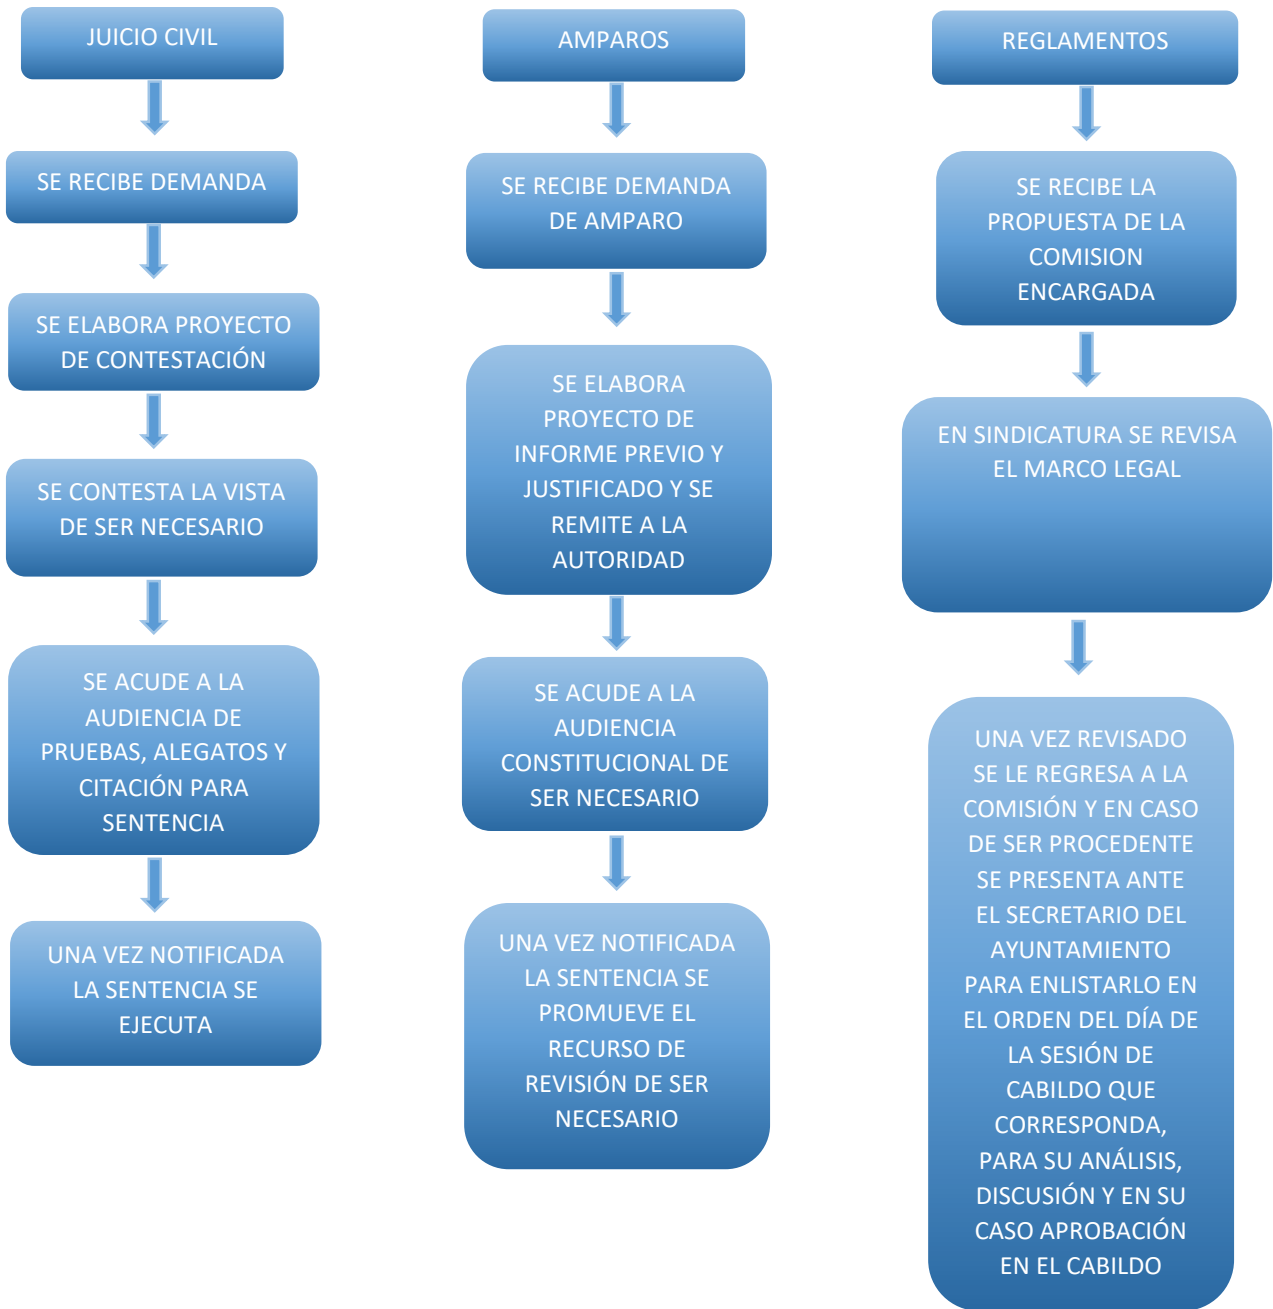 JUICIO CIVIL
SE RECIBE DEMANDA
SE ELABORA PROYECTO
DE CONTESTACIÓN
SE CONTESTA LA VISTA
DE SER NECESARIO
SE ACUDE A LA
AUDIENCIA DE
PRUEBAS, ALEGATOS Y
CITACIÓN PARA
SENTENCIA
UNA VEZ NOTIFICADA
LA SENTENCIA SE
EJECUTA
AMPAROS
SE RECIBE DEMANDA
DE AMPARO
SE ELABORA
PROYECTO DE
INFORME PREVIO Y
JUSTIFICADO Y SE
REMITE A LA
AUTORIDAD
SE ACUDE A LA
AUDIENCIA
CONSTITUCIONAL DE
SER NECESARIO
UNA VEZ NOTIFICADA
LA SENTENCIA SE
PROMUEVE EL
RECURSO DE
REVISIÓN DE SER
NECESARIO
REGLAMENTOS
SE RECIBE LA
PROPUESTA DE LA
COMISION
ENCARGADA
EN SINDICATURA SE REVISA
EL MARCO LEGAL
UNA VEZ REVISADO
SE LE REGRESA A LA
COMISIÓN Y EN CASO
DE SER PROCEDENTE
SE PRESENTA ANTE
EL SECRETARIO DEL
AYUNTAMIENTO
PARA ENLISTARLO EN
EL ORDEN DEL DÍA DE
LA SESIÓN DE
CABILDO QUE
CORRESPONDA,
PARA SU ANÁLISIS,
DISCUSIÓN Y EN SU
CASO APROBACIÓN
EN EL CABILDO